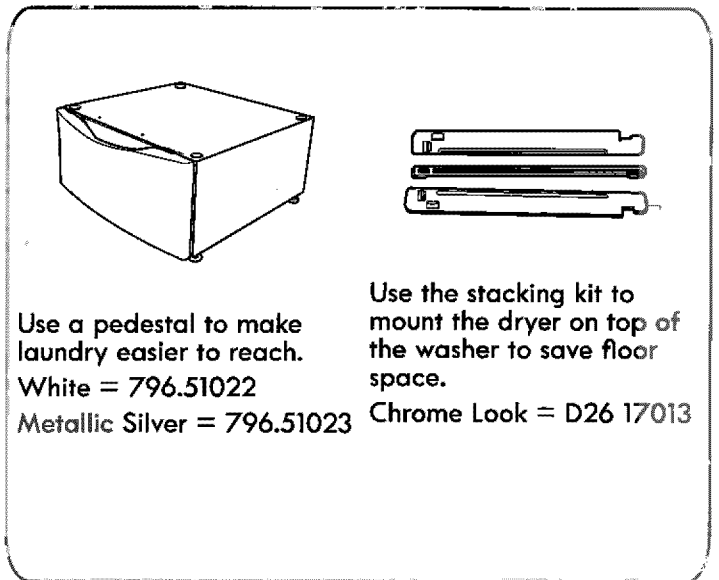 Use a pedestal to make
laundry easier to reach.
White = 796.51022
Metallic Silver = 796.51023
Use the stacking kit to
mount the dryer on top of
the washer to save floor
space.
Chrome Look = D26 17013